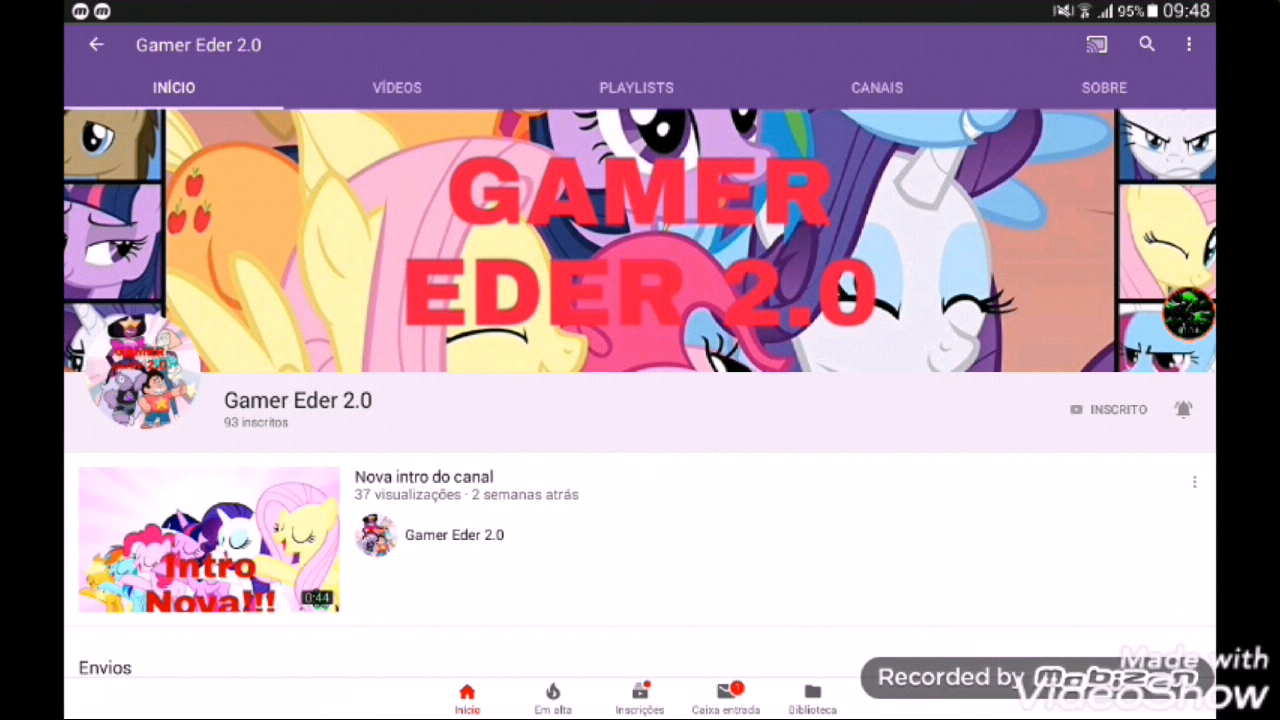 95% 09:48
Gamer Eder 2.0
INÍCIO VÍDEOS PLAYLISTS CANAIS SOBRE
GAMER
EDER 2.0
Gamer Eder 2.0
93 inscritos
INSCRITO
Nova intro do canal
37 visualizações · 2 semanas atrás
Gamer Eder 2.0
Intro
Nova!!!
0:44
Envios
Made with
VideoShow
Recorded by Mobizen
Início Em alta Inscrições Caixa entrada Biblioteca
1